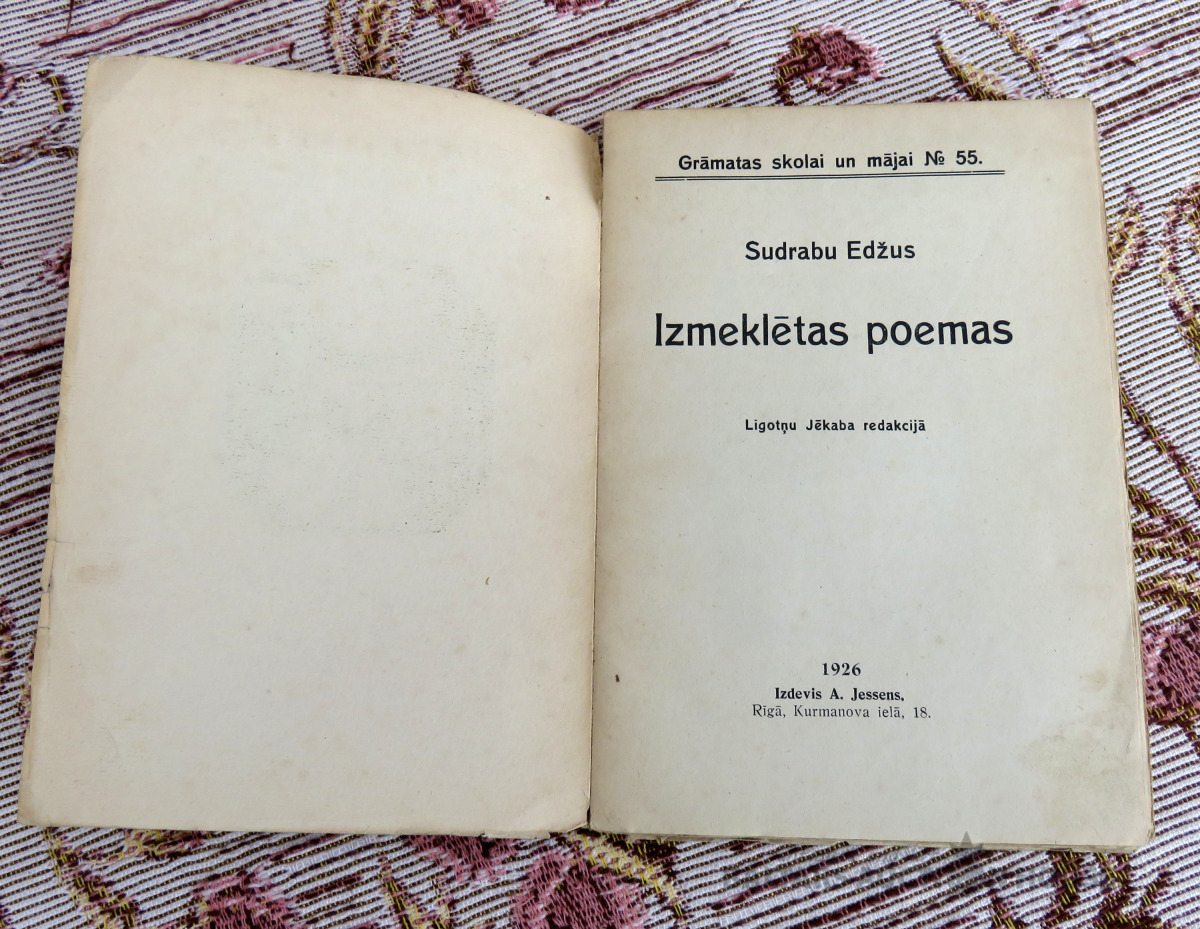 Grāmatas skolai un mājai № 55.
Sudrabu Edžus
Izmeklētas poemas
Ligotņu Jēkaba redakcijā
1926
Izdevis A. Jessens,
Rīgā, Kurmanova ielā, 18.